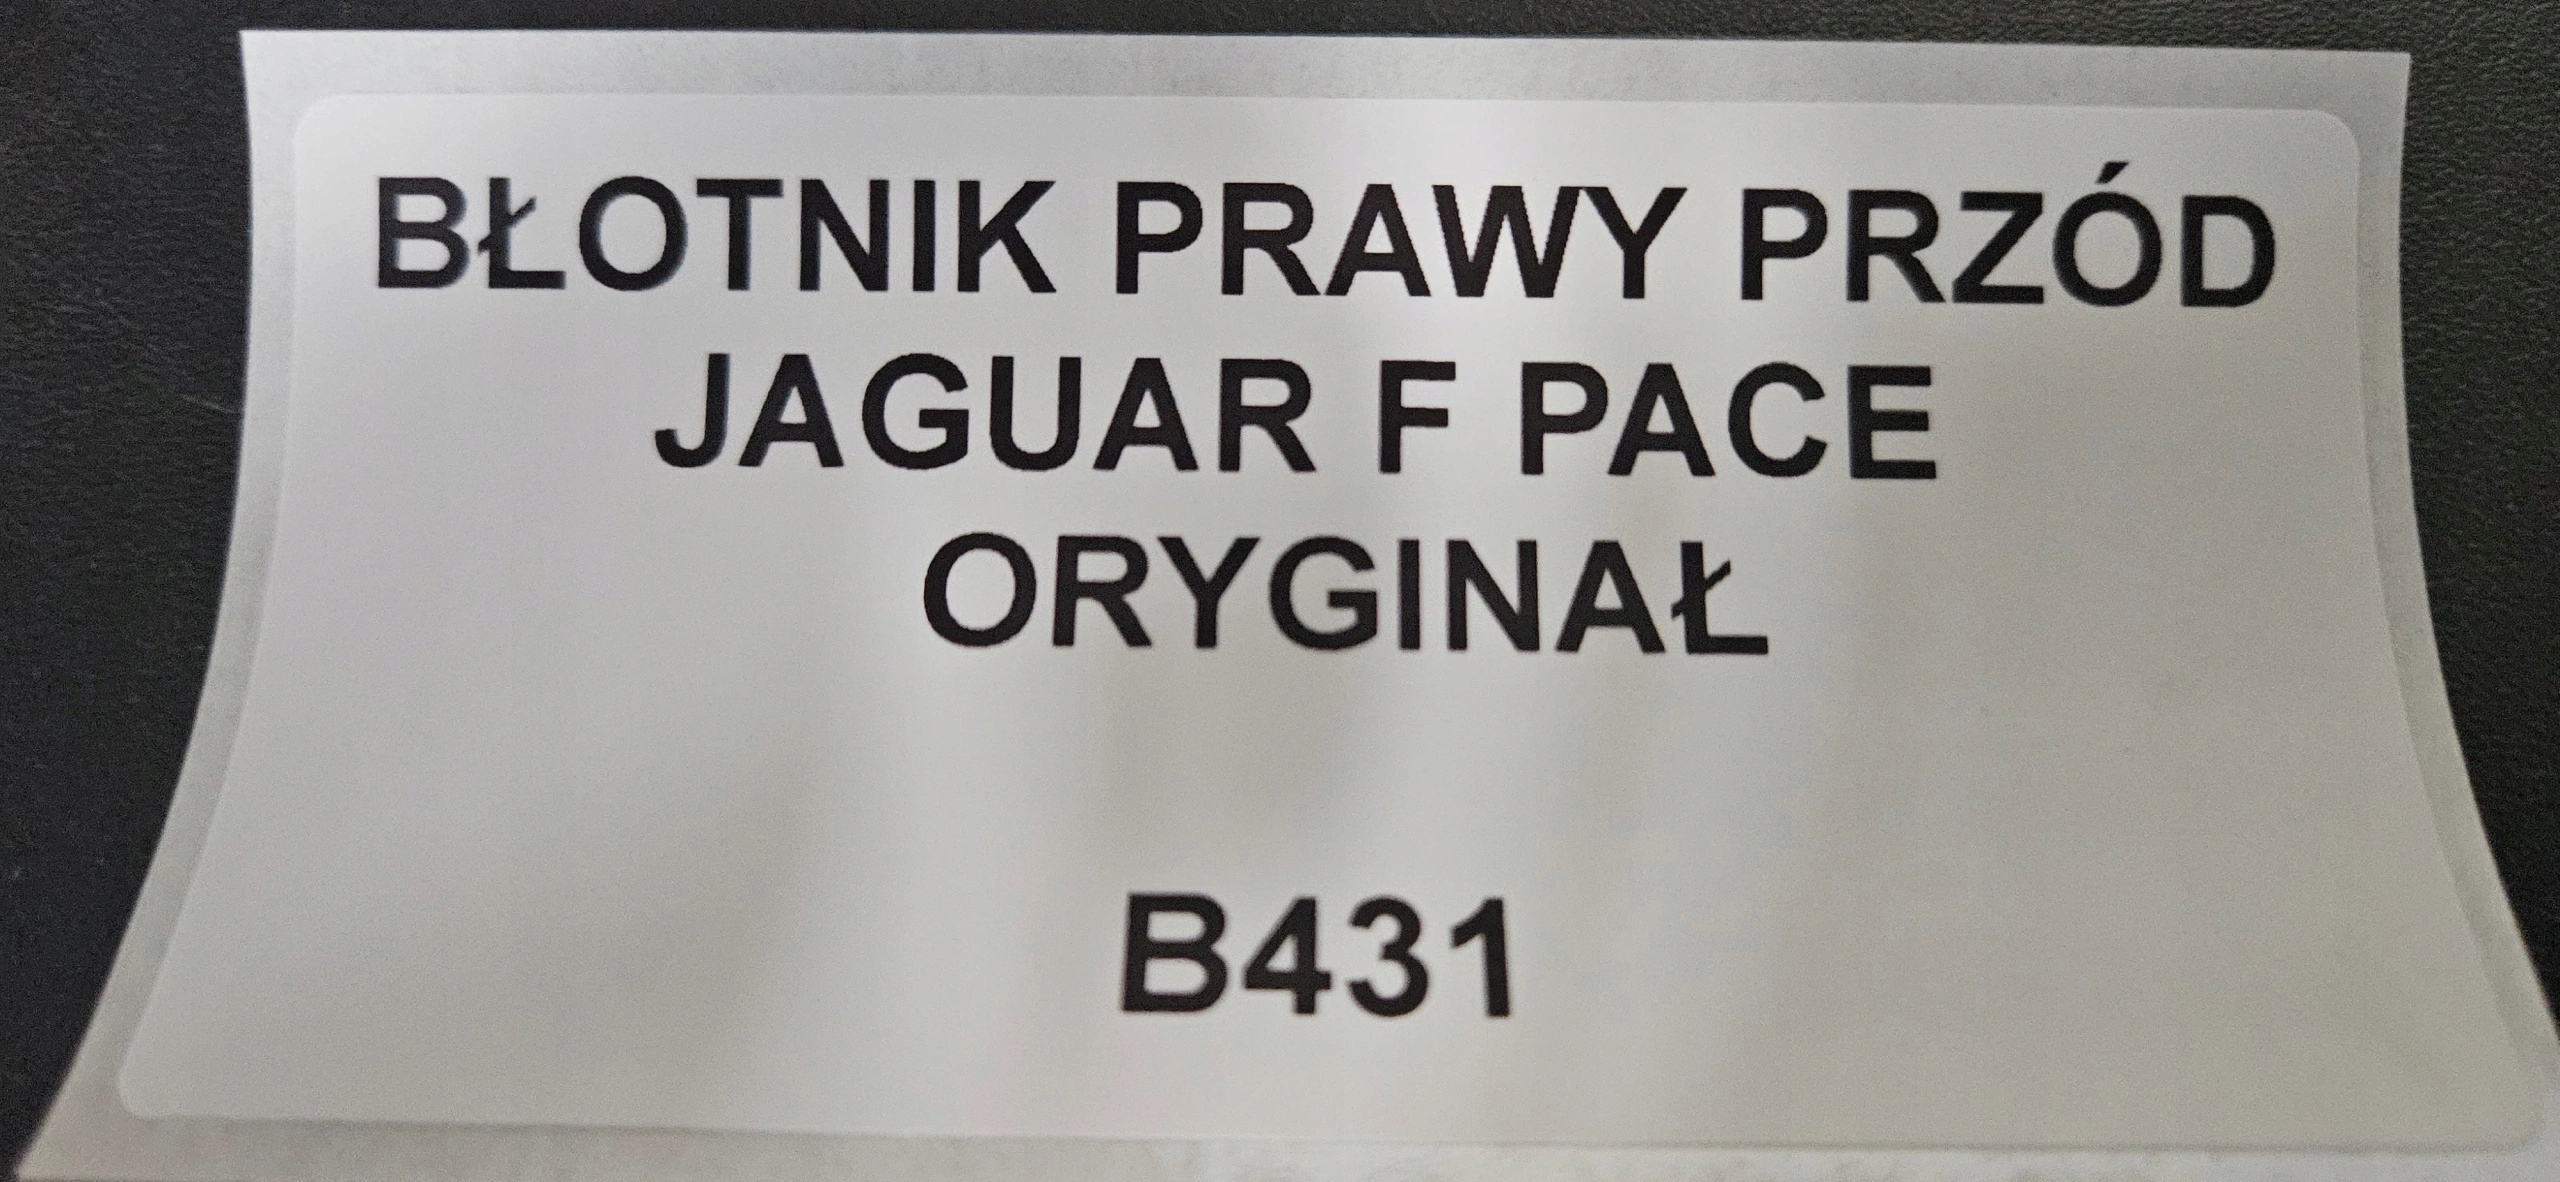 BŁOTNIK PRAWY PRZÓD
JAGUAR F PACE
ORYGINAŁ
B431